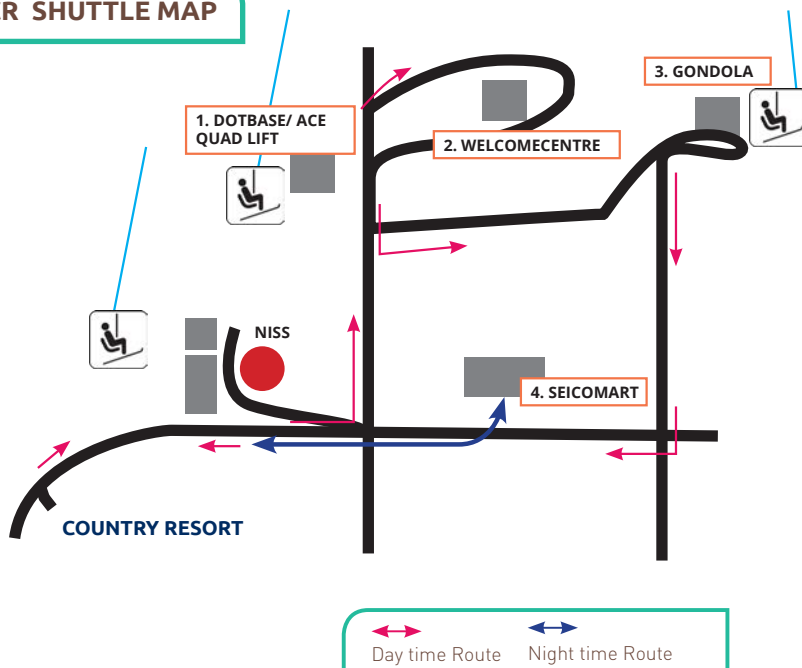 SHUTTLE MAP
3. GONDOLA
1. DOTBASE/ ACE
QUAD LIFT
2. WELCOMECENTRE
NISS
4. SEICOMART
COUNTRY RESORT
Day time Route
Night time Route